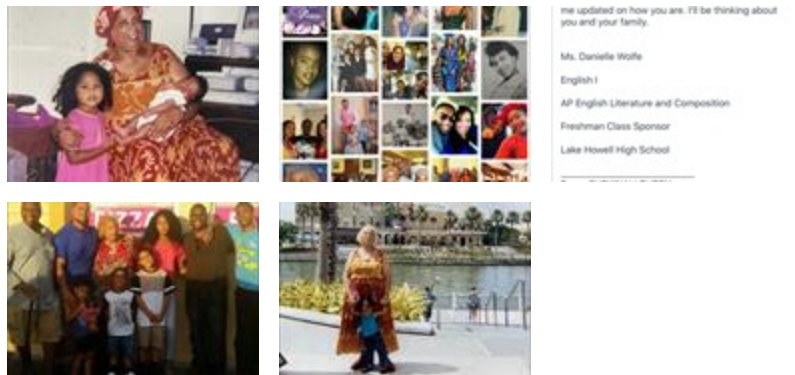 me updated on how you are. I'll be thinking about
you and your family.
Ms. Danielle Wolfe
English I
AP English Literature and Composition
Freshman Class Sponsor
Lake Howell High School